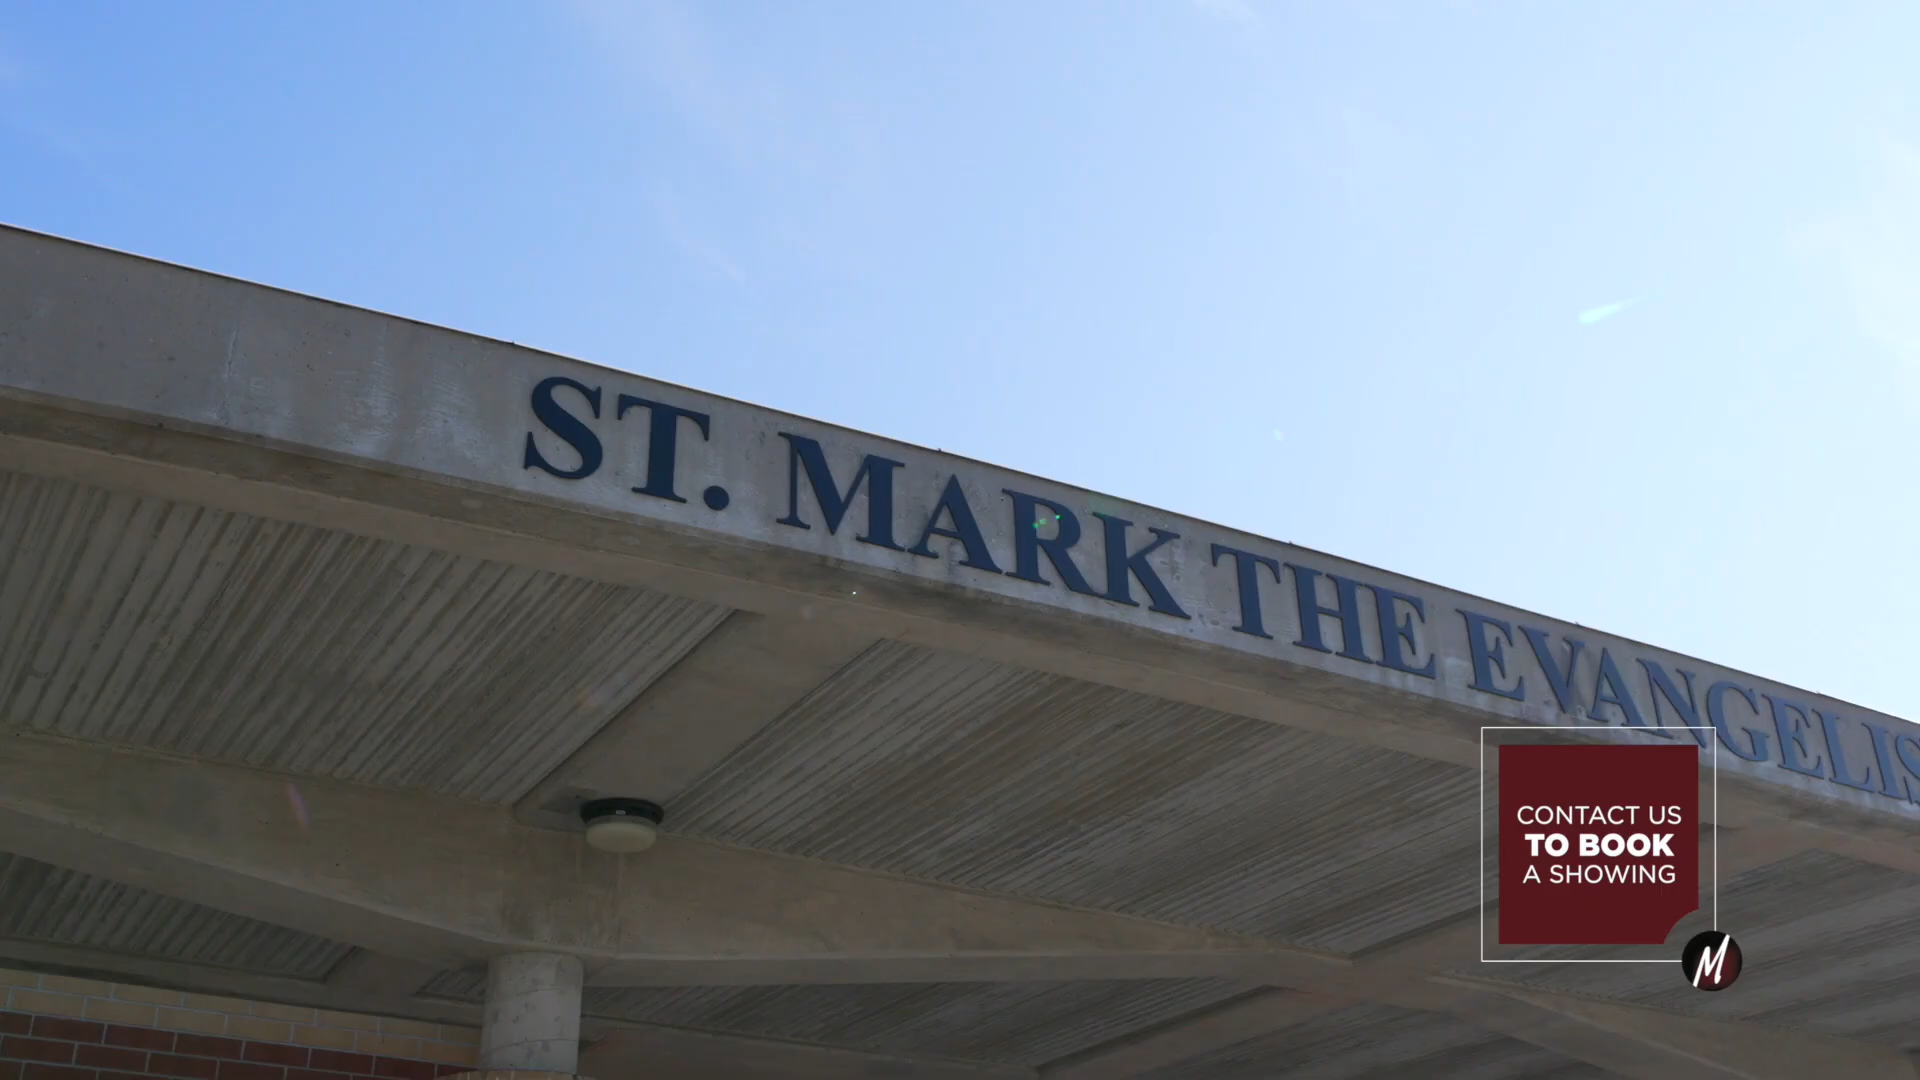 ST. MARK THE EVANGELIS
CONTACT US
TO BOOK
A SHOWING
M